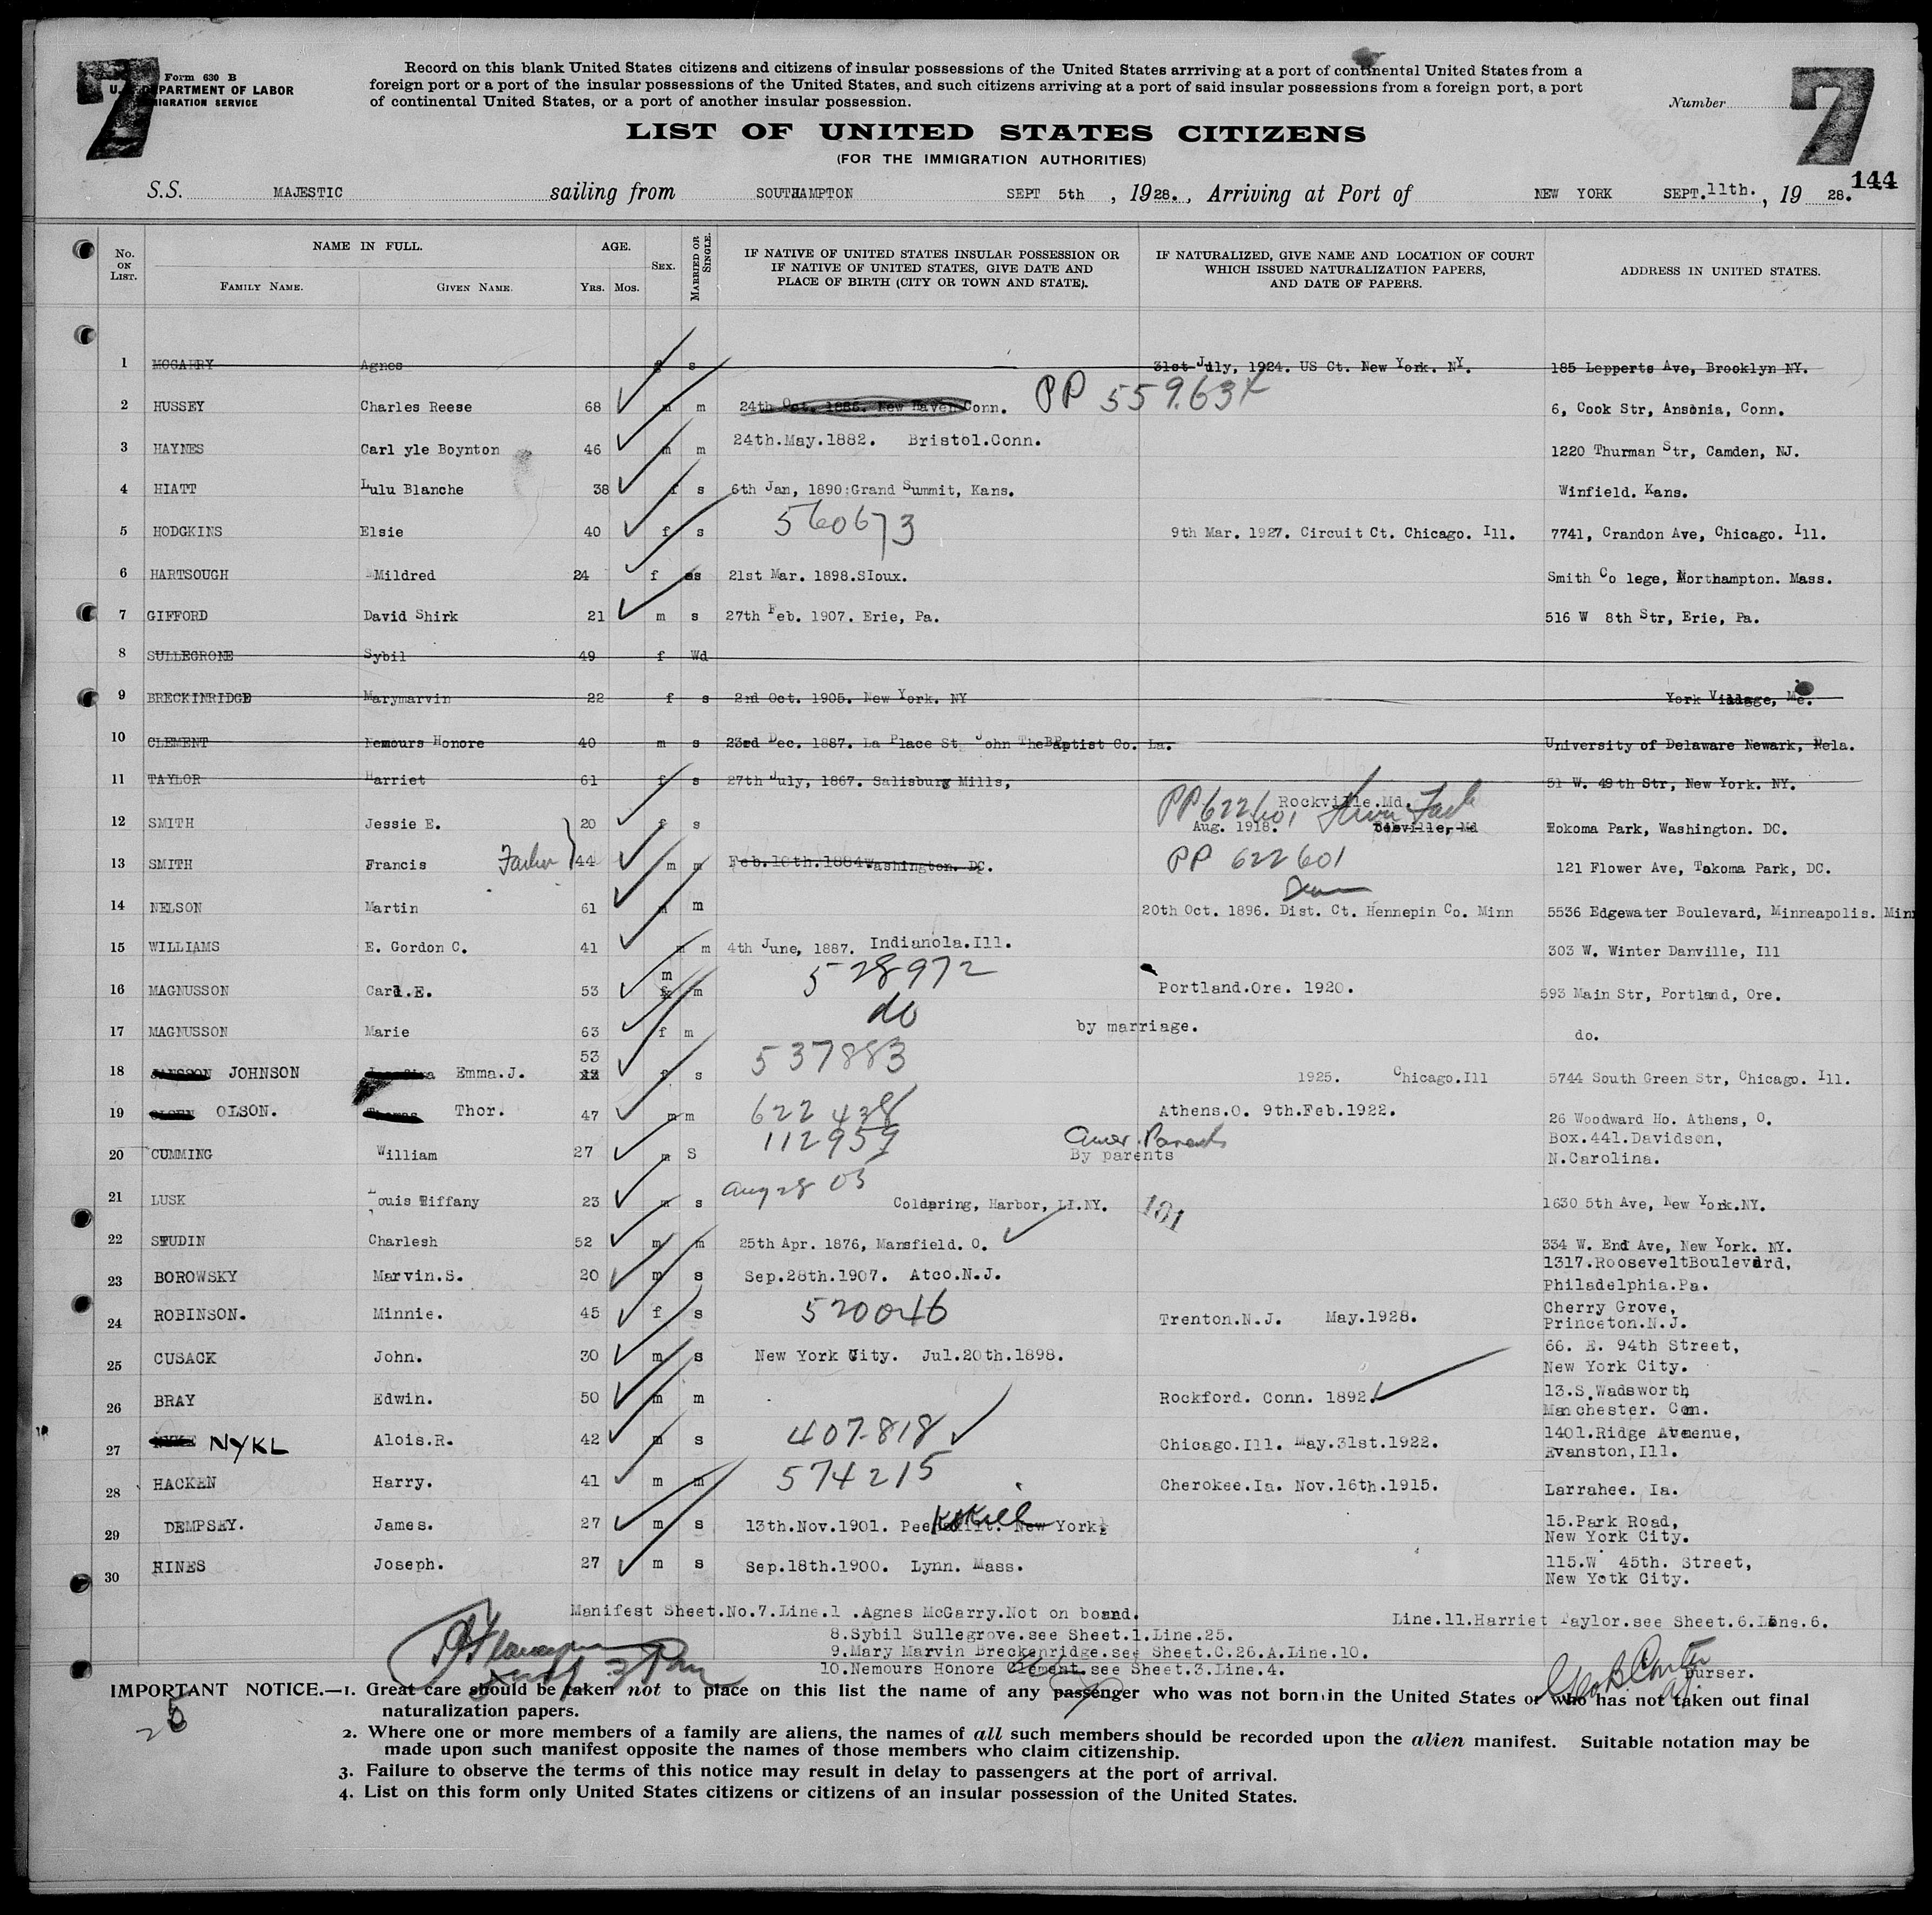 7
Form 630 B
U. S. DEPARTMENT OF LABOR
IMMIGRATION SERVICE
Record on this blank United States citizens and citizens of insular possessions of the United States arrriving at a port of continental United States from a
foreign port or a port of the insular possessions of the United States, and such citizens arriving at a port of said insular possessions from a foreign port, a port
of continental United States, or a port of another insular possession.
Number
7
LIST OF UNITED STATES CITIZENS
(FOR THE IMMIGRATION AUTHORITIES)
144
S.S. MAJESTIC sailing from SOUTHAMPTON SEPT 5th , 1928. , Arriving at Port of NEW YORK SEPT.11th. , 19 28.
No. ON LIST. NAME IN FULL. FAMILY NAME. GIVEN NAME. AGE. YRS. MOS. SEX. MARRIED OR SINGLE. IF NATIVE OF UNITED STATES INSULAR POSSESSION OR IF NATIVE OF UNITED STATES, GIVE DATE AND PLACE OF BIRTH (CITY OR TOWN AND STATE). IF NATURALIZED, GIVE NAME AND LOCATION OF COURT WHICH ISSUED NATURALIZATION PAPERS, AND DATE OF PAPERS. ADDRESS IN UNITED STATES.
1 MCGARRY Agnes f s 31st July, 1924. US Ct. New York. NY. 185 Lepperts Ave, Brooklyn NY.
2 HUSSEY Charles Reese 68 m m 24th Oct. 1885. New Haven Conn. PP 559.634 6, Cook Str, Ansonia, Conn.
3 HAYNES Carl yle Boynton 46 m m 24th.May.1882. Bristol.Conn. 1220 Thurman Str, Camden, NJ.
4 HIATT Lulu Blanche 38 f s 6th Jan, 1890:Grand Summit, Kans. Winfield. Kans.
5 HODGKINS Elsie 40 f s 560673 9th Mar. 1927. Circuit Ct. Chicago. Ill. 7741, Crandon Ave, Chicago. Ill.
6 HARTSOUGH Mildred 24 f s 21st Mar. 1898.SIoux. Smith Co lege, Northampton. Mass.
7 GIFFORD David Shirk 21 m s 27th Feb. 1907. Erie, Pa. 516 W 8th Str, Erie, Pa.
8 SULLEGRONE Sybil 49 f Wd
9 BRECKINRIDGE Marymarvin 22 f s 2rd Oct. 1905. New York. NY York Village, Me.
10 CLEMENT Nemours Honore 40 m s 23rd Dec. 1887. La Place St. John TheBaptist Co. La. University of Delaware Newark, Dela.
11 TAYLOR Harriet 61 f s 27th July, 1867. Salisburg Mills, 51 W. 49th Str, New York. NY.
PP 622601 Rockville.Md.
12 SMITH Jessie E. 20 f s Aug. 1918. Tokoma Park, Washington. DC.
13 SMITH Francis Father 44 m m Feb.10th.1884Washington. DC. PP 622601 121 Flower Ave, Takoma Park, DC.
14 NELSON Martin 61 m m 20th Oct. 1896. Dist. Ct. Hennepin Co. Minn 5536 Edgewater Boulevard, Minneapolis. Minn
15 WILLIAMS E. Gordon C. 41 m m 4th June, 1887. Indianola.Ill. 303 W. Winter Danville, Ill
16 MAGNUSSON Carl.E. 53 m m 528972 Portland.Ore. 1920. 593 Main Str, Portland, Ore.
17 MAGNUSSON Marie 63 f m do by marriage. do.
18 JOHNSON Emma.J. 53 f s 537883 1925. Chicago.Ill 5744 South Green Str, Chicago. Ill.
19 OLSON. Thomas Thor. 47 m m 622438 Athens.O. 9th.Feb.1922. 26 Woodward Ho. Athens, O.
20 CUMMING William 27 m S 112959 Amer. Parents By parents Box.441.Davidson, N.Carolina.
21 LUSK Louis Tiffany 23 m s Aug 28 05 Coldspring, Harbor, LI.NY. 101 1630 5th Ave, New York.NY.
22 STUDIN Charlesh 52 m m 25th Apr. 1876, Mansfield. O. 334 W. End Ave, New York. NY.
23 BOROWSKY Marvin.S. 20 m s Sep.28th.1907. Atco.N.J. 1317.RooseveltBoulevard, Philadelphia.Pa.
24 ROBINSON. Minnie. 45 f s 520046 Trenton.N.J. May.1928. Cherry Grove, Princeton.N.J.
25 CUSACK John. 30 m s New York City. Jul.20th.1898. 66. E. 94th Street, New York City.
26 BRAY Edwin. 50 m m Rockford. Conn. 1892. 13.S.Wadsworth Manchester. Con.
27 NYKL Alois.R. 42 m s 407-818 Chicago.Ill. May.31st.1922. 1401.Ridge Avenue, Evanston,Ill.
28 HACKEN Harry. 41 m m 574215 Cherokee.Ia. Nov.16th.1915. Larrahee. Ia.
29 DEMPSEY. James. 27 m s 13th.Nov.1901. Peekskill. New York. 15.Park Road, New York City.
30 HINES Joseph. 27 m s Sep.18th.1900. Lynn. Mass. 115.W 45th. Street, New Yotk City.
Manifest Sheet.No.7.Line.1 .Agnes McGarry.Not on board.
Line.11.Harriet Taylor.see Sheet.6.Line.6.
8.Sybil Sullegrove.see Sheet.1.Line.25.
9.Mary Marvin Breckenridge.see Sheet.C.26.A.Line.10.
10.Nemours Honore Clement.see Sheet.3.Line.4.
Geo B. Carter
Purser.
25
IMPORTANT NOTICE.—1. Great care should be taken not to place on this list the name of any passenger who was not born in the United States or who has not taken out final
naturalization papers.
2. Where one or more members of a family are aliens, the names of all such members should be recorded upon the alien manifest. Suitable notation may be
made upon such manifest opposite the names of those members who claim citizenship.
3. Failure to observe the terms of this notice may result in delay to passengers at the port of arrival.
4. List on this form only United States citizens or citizens of an insular possession of the United States.